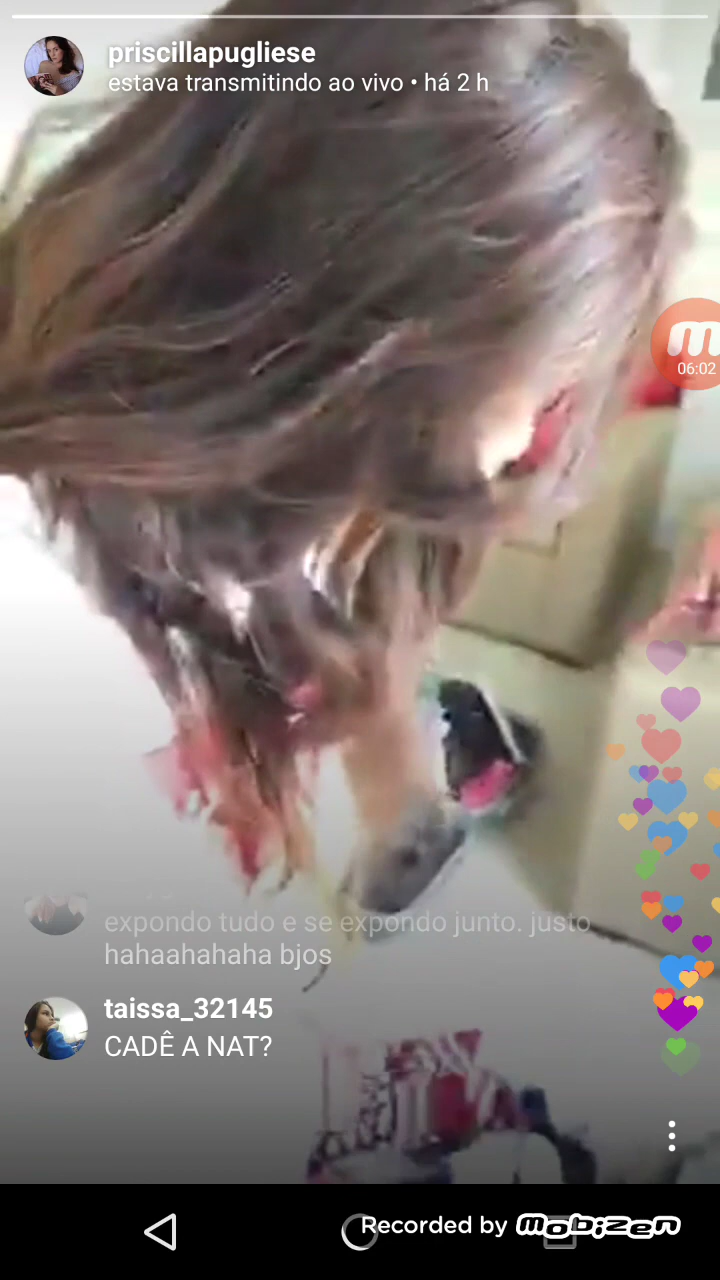 priscillapugliese
estava transmitindo ao vivo • há 2 h
m
06:02
expondo tudo e se expondo junto. justo
hahaahahaha bjos
taissa_32145
CADÊ A NAT?
Recorded by mobizen